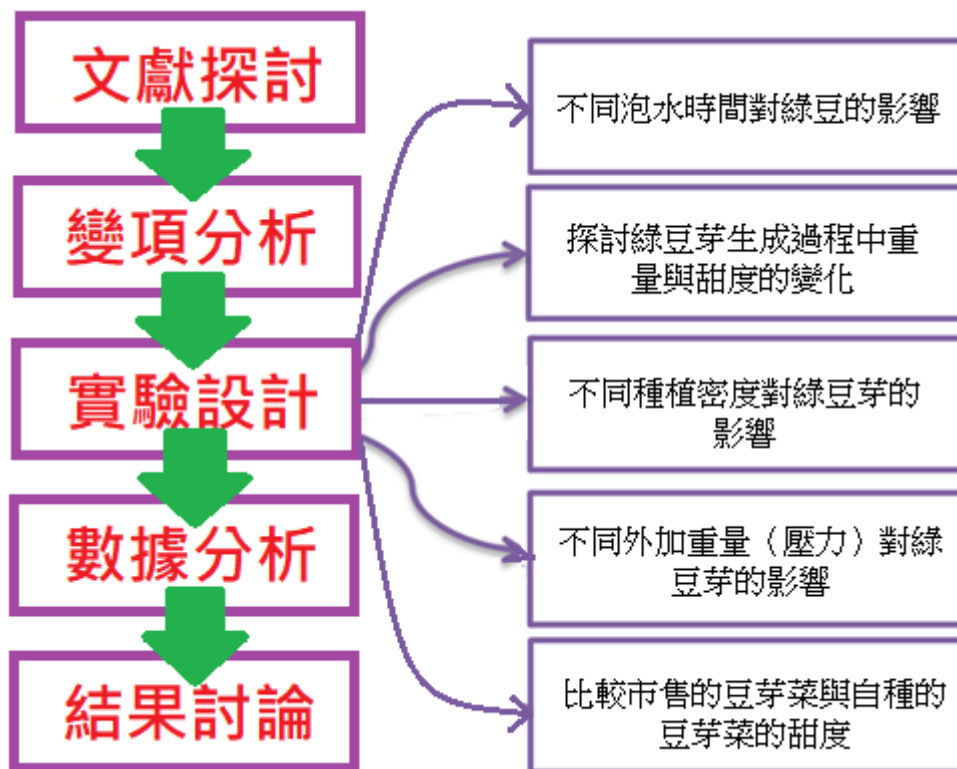 文獻探討
變項分析
實驗設計
數據分析
結果討論
不同泡水時間對綠豆的影響
探討綠豆芽生成過程中重
量與甜度的變化
不同種植密度對綠豆芽的
影響
不同外加重量（壓力）對綠
豆芽的影響
比較市售的豆芽菜與自種的
豆芽菜的甜度